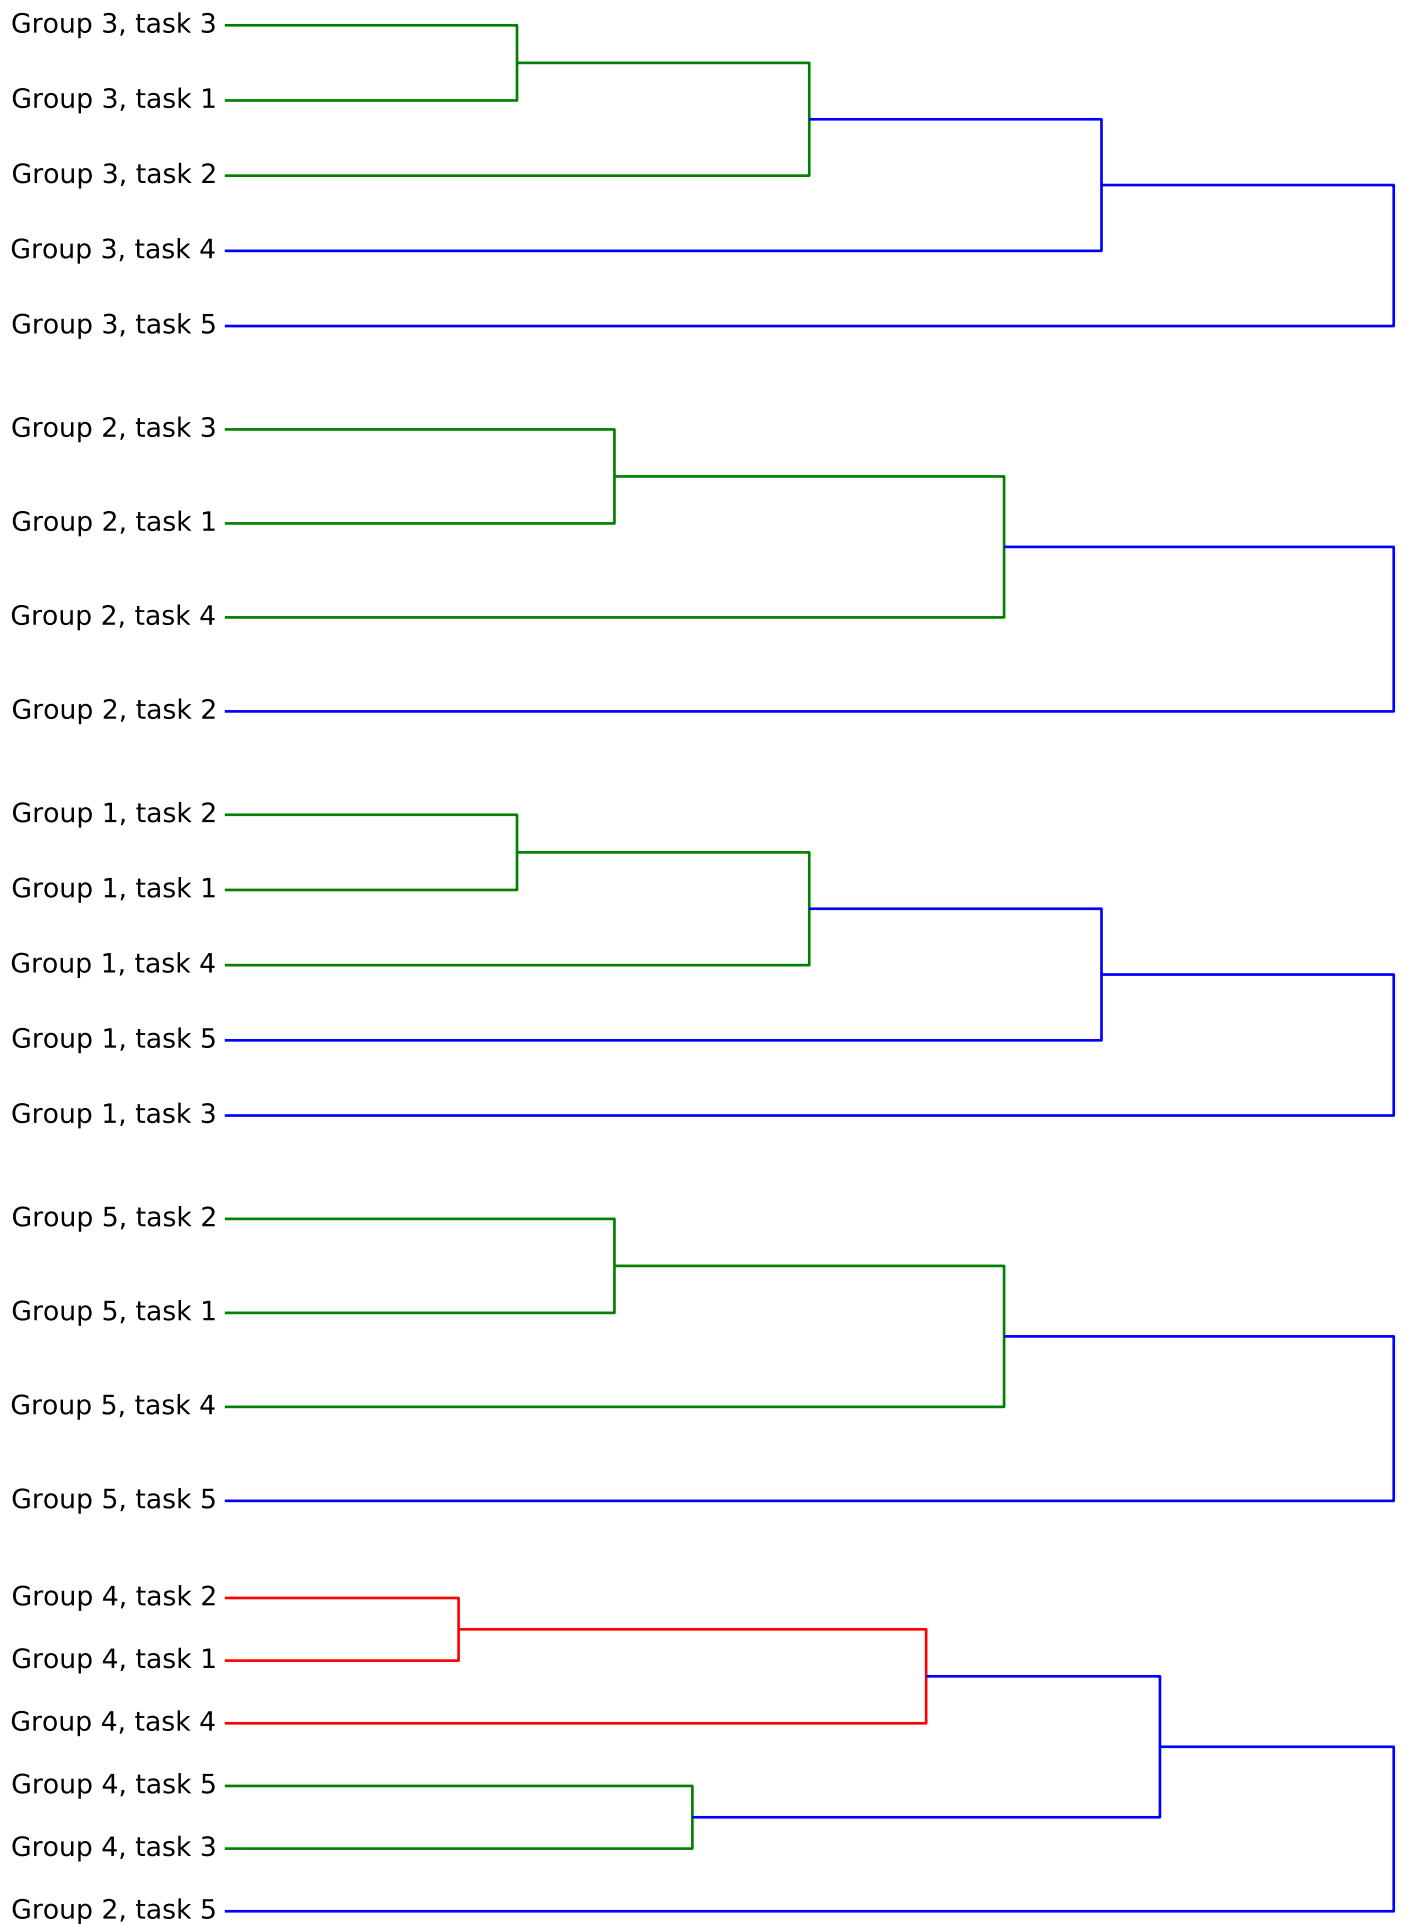 Group 3, task 3
Group 3, task 1
Group 3, task 2
Group 3, task 4
Group 3, task 5
Group 2, task 3
Group 2, task 1
Group 2, task 4
Group 2, task 2
Group 1, task 2
Group 1, task 1
Group 1, task 4
Group 1, task 5
Group 1, task 3
Group 5, task 2
Group 5, task 1
Group 5, task 4
Group 5, task 5
Group 4, task 2
Group 4, task 1
Group 4, task 4
Group 4, task 5
Group 4, task 3
Group 2, task 5